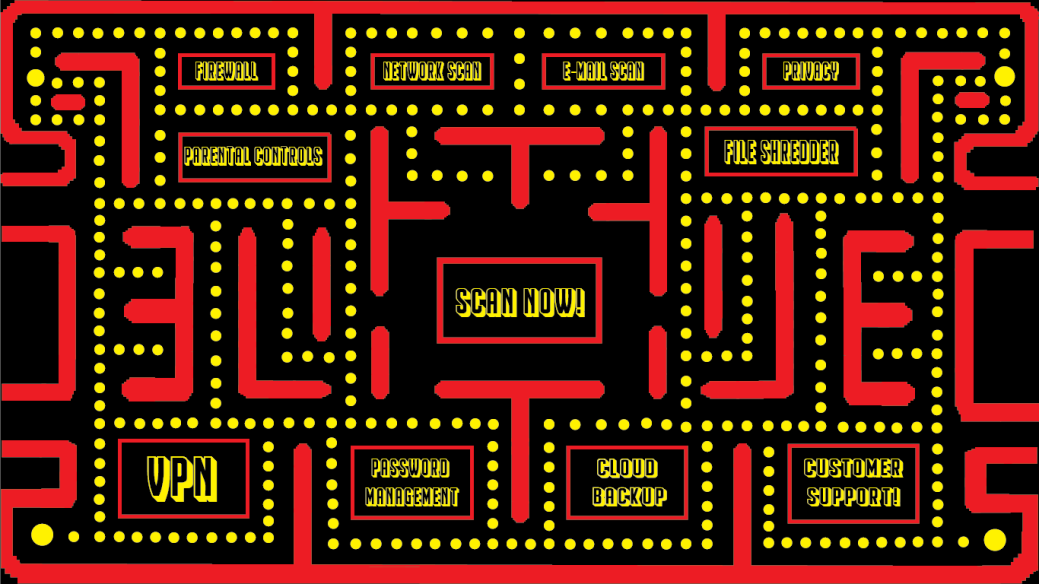 FIREWALL
NETWORK SCAN
E-MAIL SCAN
PRIVACY
PARENTAL CONTROLS
FILE SHREDDER
SCAN NOW!
VPN
PASSWORD
MANAGEMENT
CLOUD
BACKUP
CUSTOMER
SUPPORT!